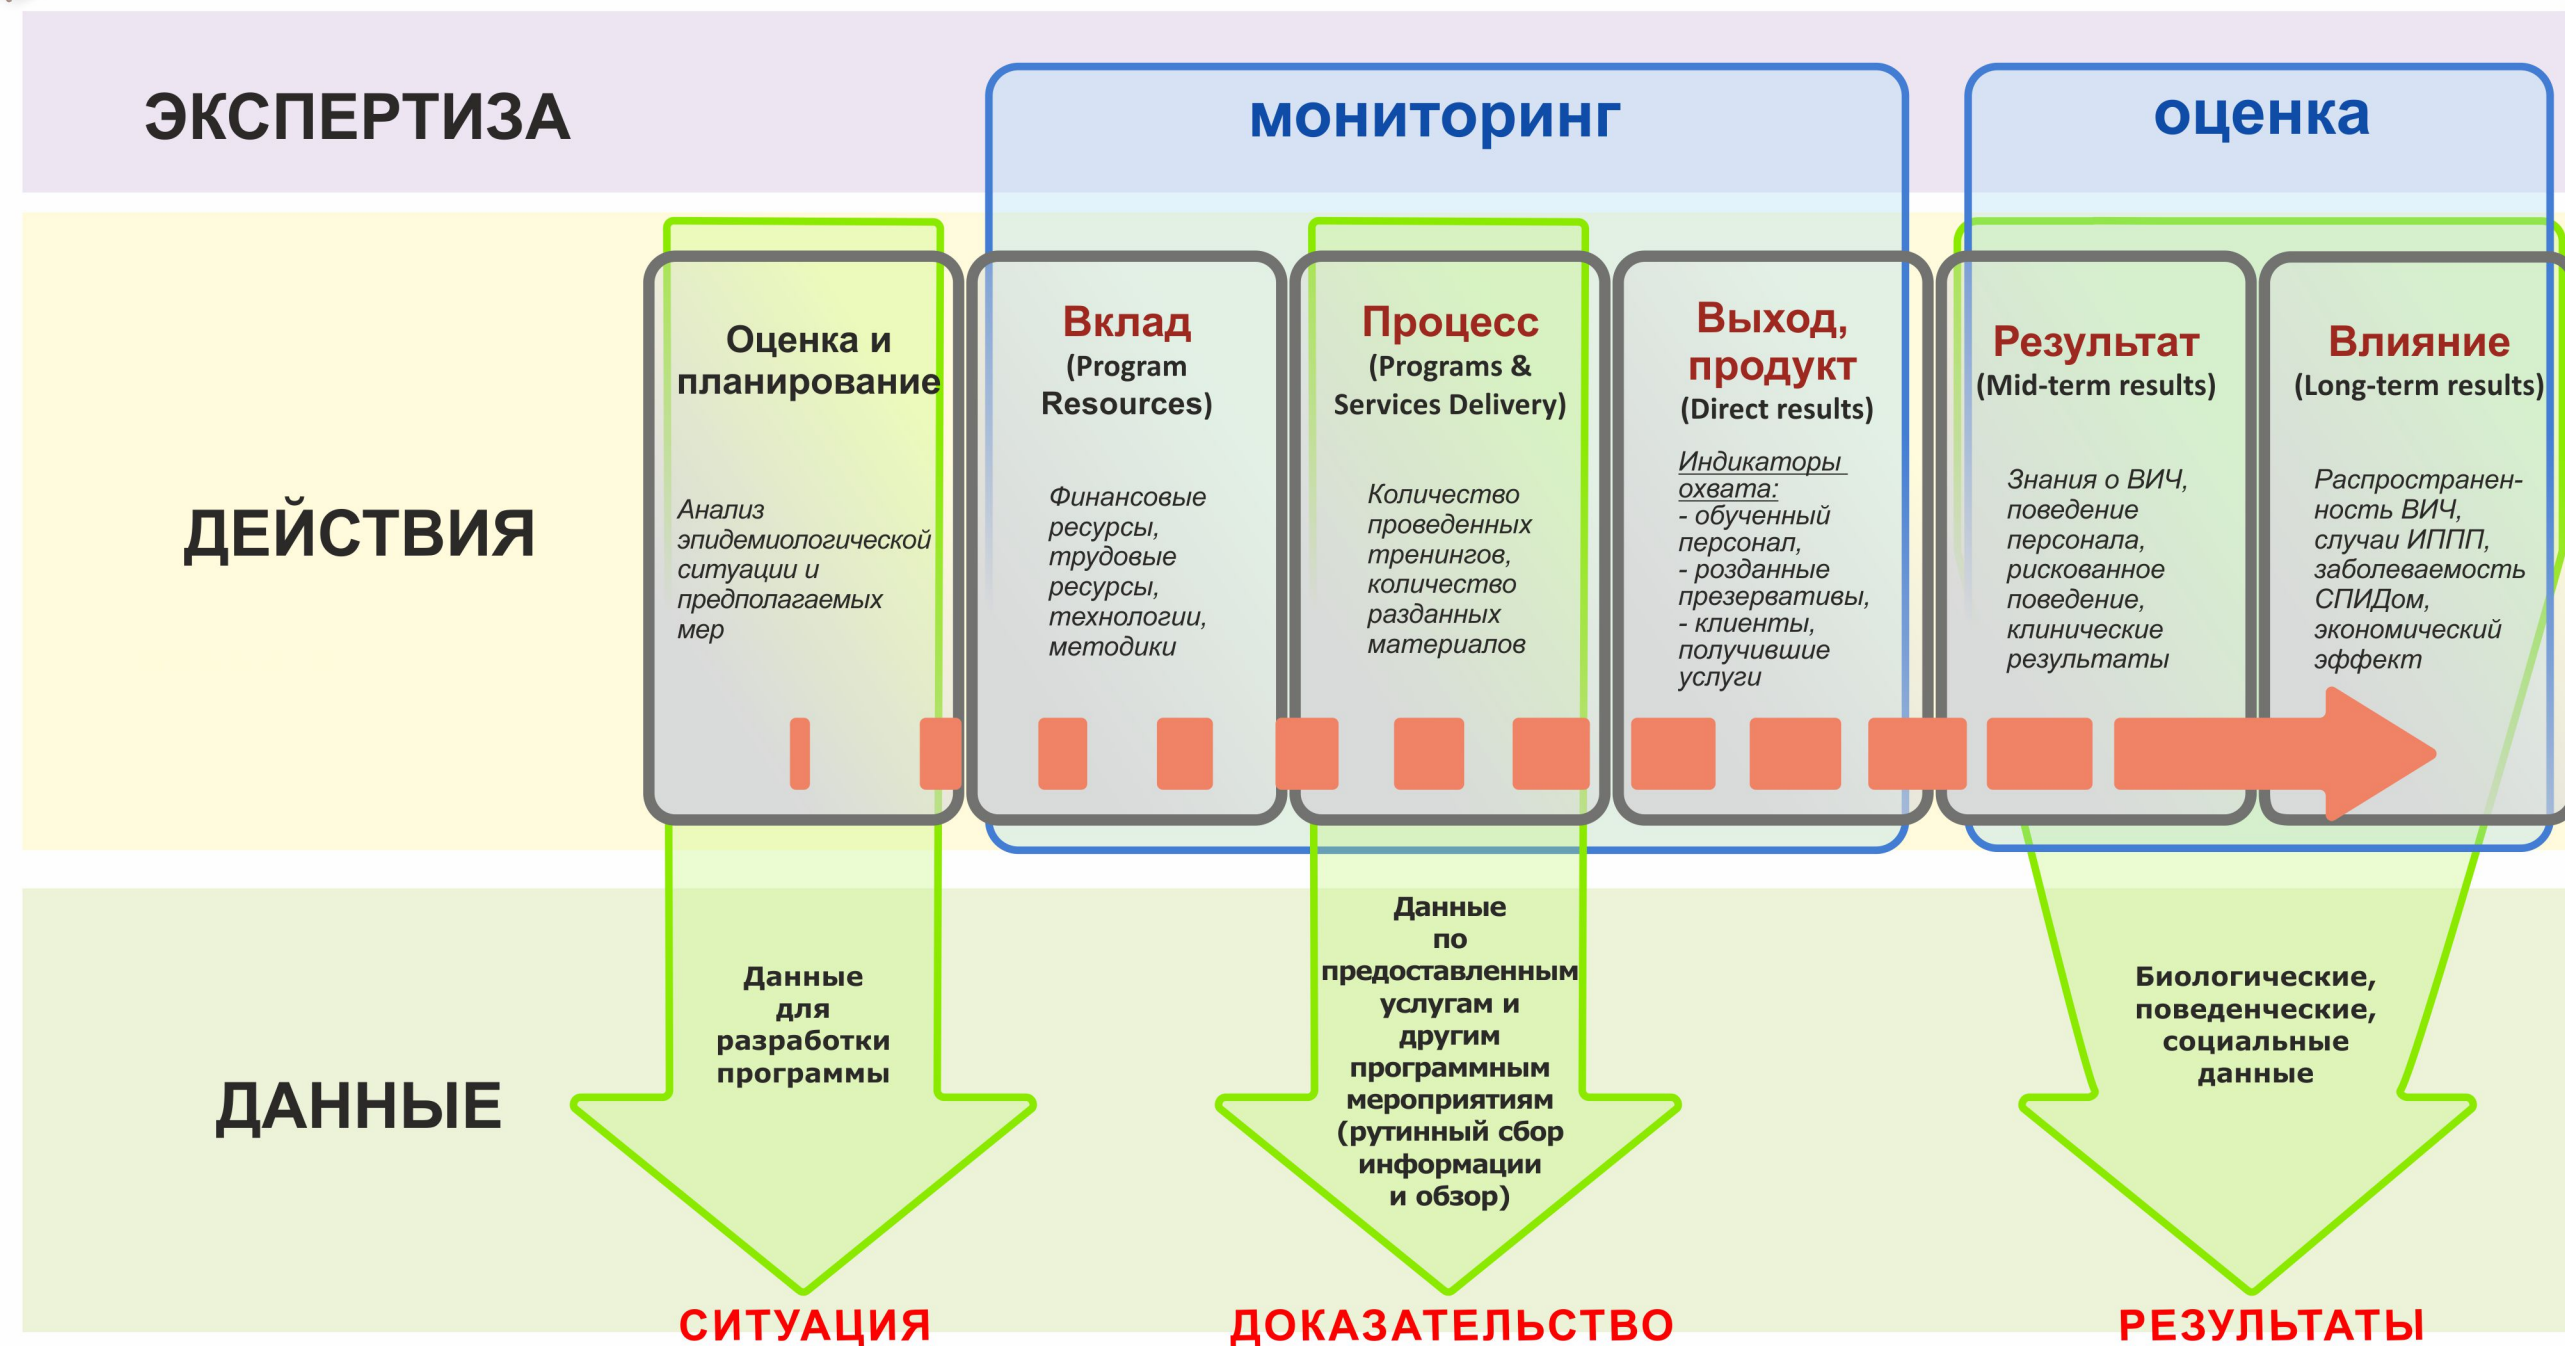 ЭКСПЕРТИЗА
мониторинг
оценка
ДЕЙСТВИЯ
Оценка и
планирование
Анализ
эпидемиологической
ситуации и
предполагаемых
мер
Вклад
(Program
Resources)
Финансовые
ресурсы,
трудовые
ресурсы,
технологии,
методики
Процесс
(Programs &
Services Delivery)
Количество
проведенных
тренингов,
количество
разданных
материалов
Выход,
продукт
(Direct results)
Индикаторы
охвата:
- обученный
персонал,
- розданные
презервативы,
- клиенты,
получившие
услуги
Результат
(Mid-term results)
Знания о ВИЧ,
поведение
персонала,
рискованное
поведение,
клинические
результаты
Влияние
(Long-term results)
Распространен-
ность ВИЧ,
случаи ИППП,
заболеваемость
СПИДом,
экономический
эффект
ДАННЫЕ
Данные
для
разработки
программы
Данные
по
предоставленным
услугам и
другим
программным
мероприятиям
(рутинный сбор
информации
и обзор)
Биологические,
поведенческие,
социальные
данные
СИТУАЦИЯ
ДОКАЗАТЕЛЬСТВО
РЕЗУЛЬТАТЫ